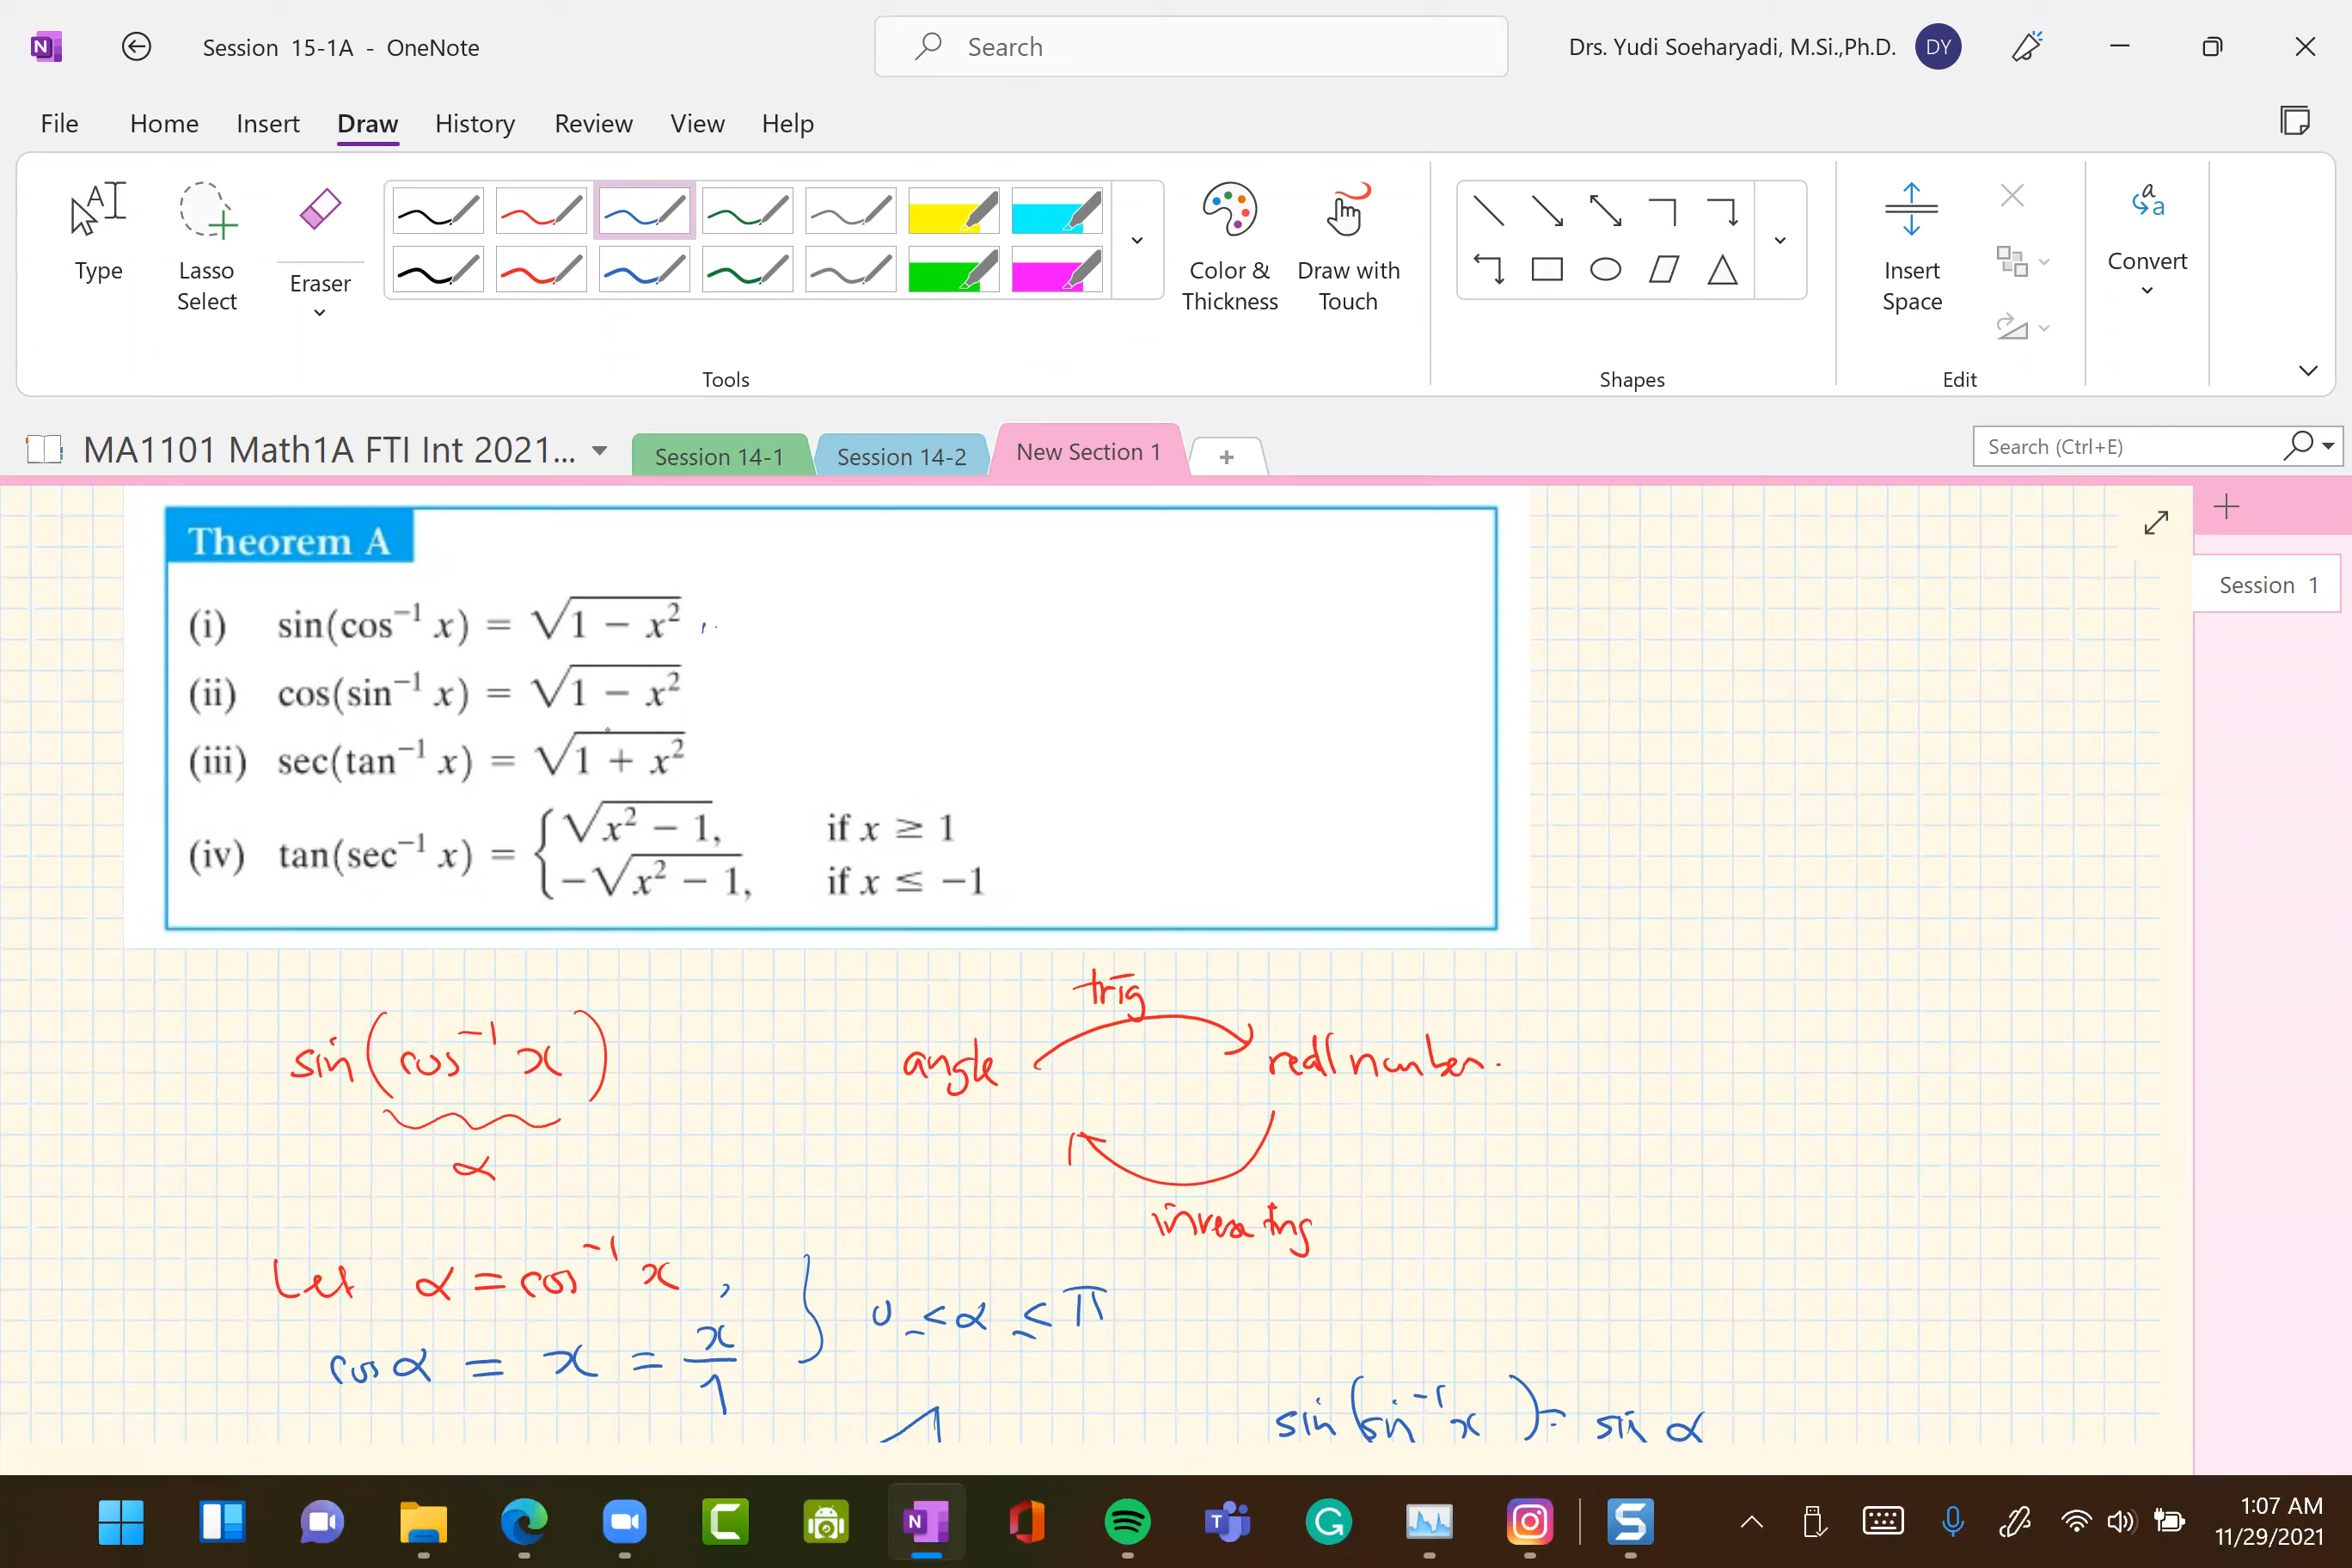 Session 15-1A - OneNote
Search
Drs. Yudi Soeharyadi, M.Si.,Ph.D.
DY
File Home Insert Draw History Review View Help
Type
Lasso Select
Eraser
Color & Thickness
Draw with Touch
Insert Space
Convert
Tools
Shapes
Edit
MA1101 Math1A FTI Int 2021...
Session 14-1
Session 14-2
New Section 1
Search (Ctrl+E)
Session 1
Theorem A
(i) sin(cos⁻¹ x) = √(1 − x²)
(ii) cos(sin⁻¹ x) = √(1 − x²)
(iii) sec(tan⁻¹ x) = √(1 + x²)
(iv) tan(sec⁻¹ x) = { √(x² − 1), if x ≥ 1
−√(x² − 1), if x ≤ −1
trig
sin(cos⁻¹ x)
angle
real number.
α
Let α = cos⁻¹ x,
0 ≤ α ≤ π
cos α = x = x/1
1
sin(sin⁻¹ x) = sin α
1:07 AM
11/29/2021